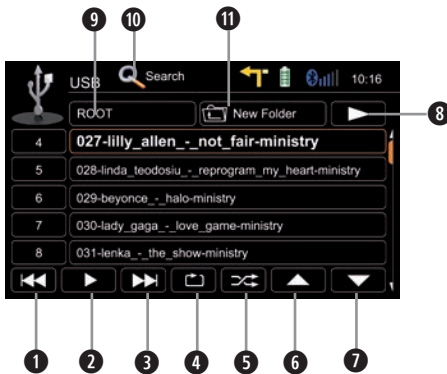 9 10 11
USB Search 10:16
ROOT New Folder
8
4 027-lilly_allen_-_not_fair-ministry
5 028-linda_teodosiu_-_reprogram_my_heart-ministry
6 029-beyonce_-_halo-ministry
7 030-lady_gaga_-_love_game-ministry
8 031-lenka_-_the_show-ministry
1 2 3 4 5 6 7